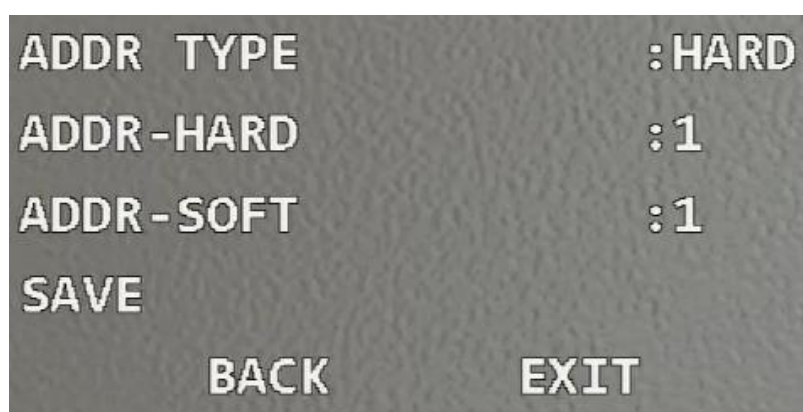 ADDR TYPE :HARD
ADDR-HARD :1
ADDR-SOFT :1
SAVE
BACK EXIT